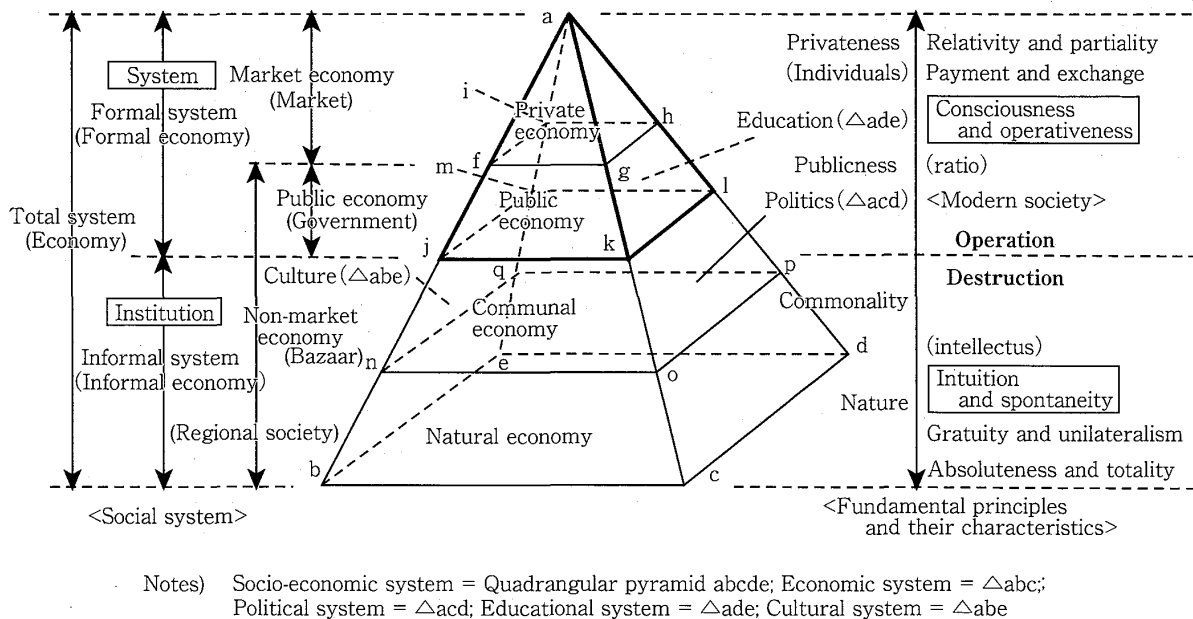 a
Privateness
(Individuals)
Relativity and partiality
Payment and exchange
System
Formal system
(Formal economy)
Market economy
(Market)
i
Private
economy
h
Education (△ade)
Consciousness
and operativeness
f
g
m
Publicness
(ratio)
l
Public economy
(Government)
Public
economy
Politics (△acd)
<Modern society>
Total system
(Economy)
j
k
Operation
Culture (△abe)
q
p
Destruction
Institution
Non-market
economy
(Bazaar)
Communal
economy
Commonality
Informal system
(Informal economy)
n
e
o
d
(intellectus)
Intuition
and spontaneity
Nature
(Regional society)
Natural economy
Gratuity and unilateralism
b
c
Absoluteness and totality
<Social system>
<Fundamental principles
and their characteristics>
Notes) Socio-economic system = Quadrangular pyramid abcde; Economic system = △abc;;
Political system = △acd; Educational system = △ade; Cultural system = △abe